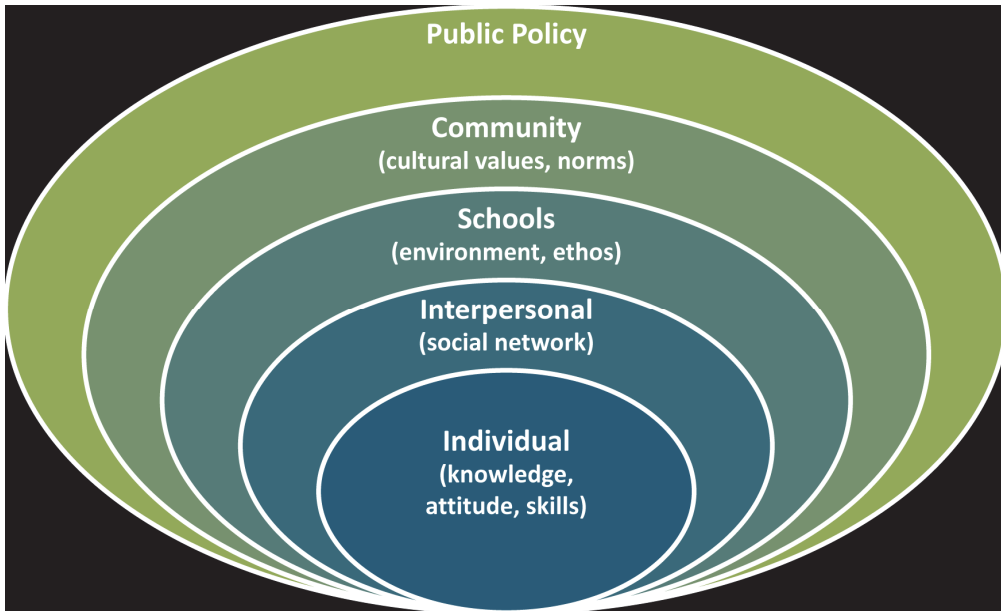 Public Policy
Community
(cultural values, norms)
Schools
(environment, ethos)
Interpersonal
(social network)
Individual
(knowledge,
attitude, skills)